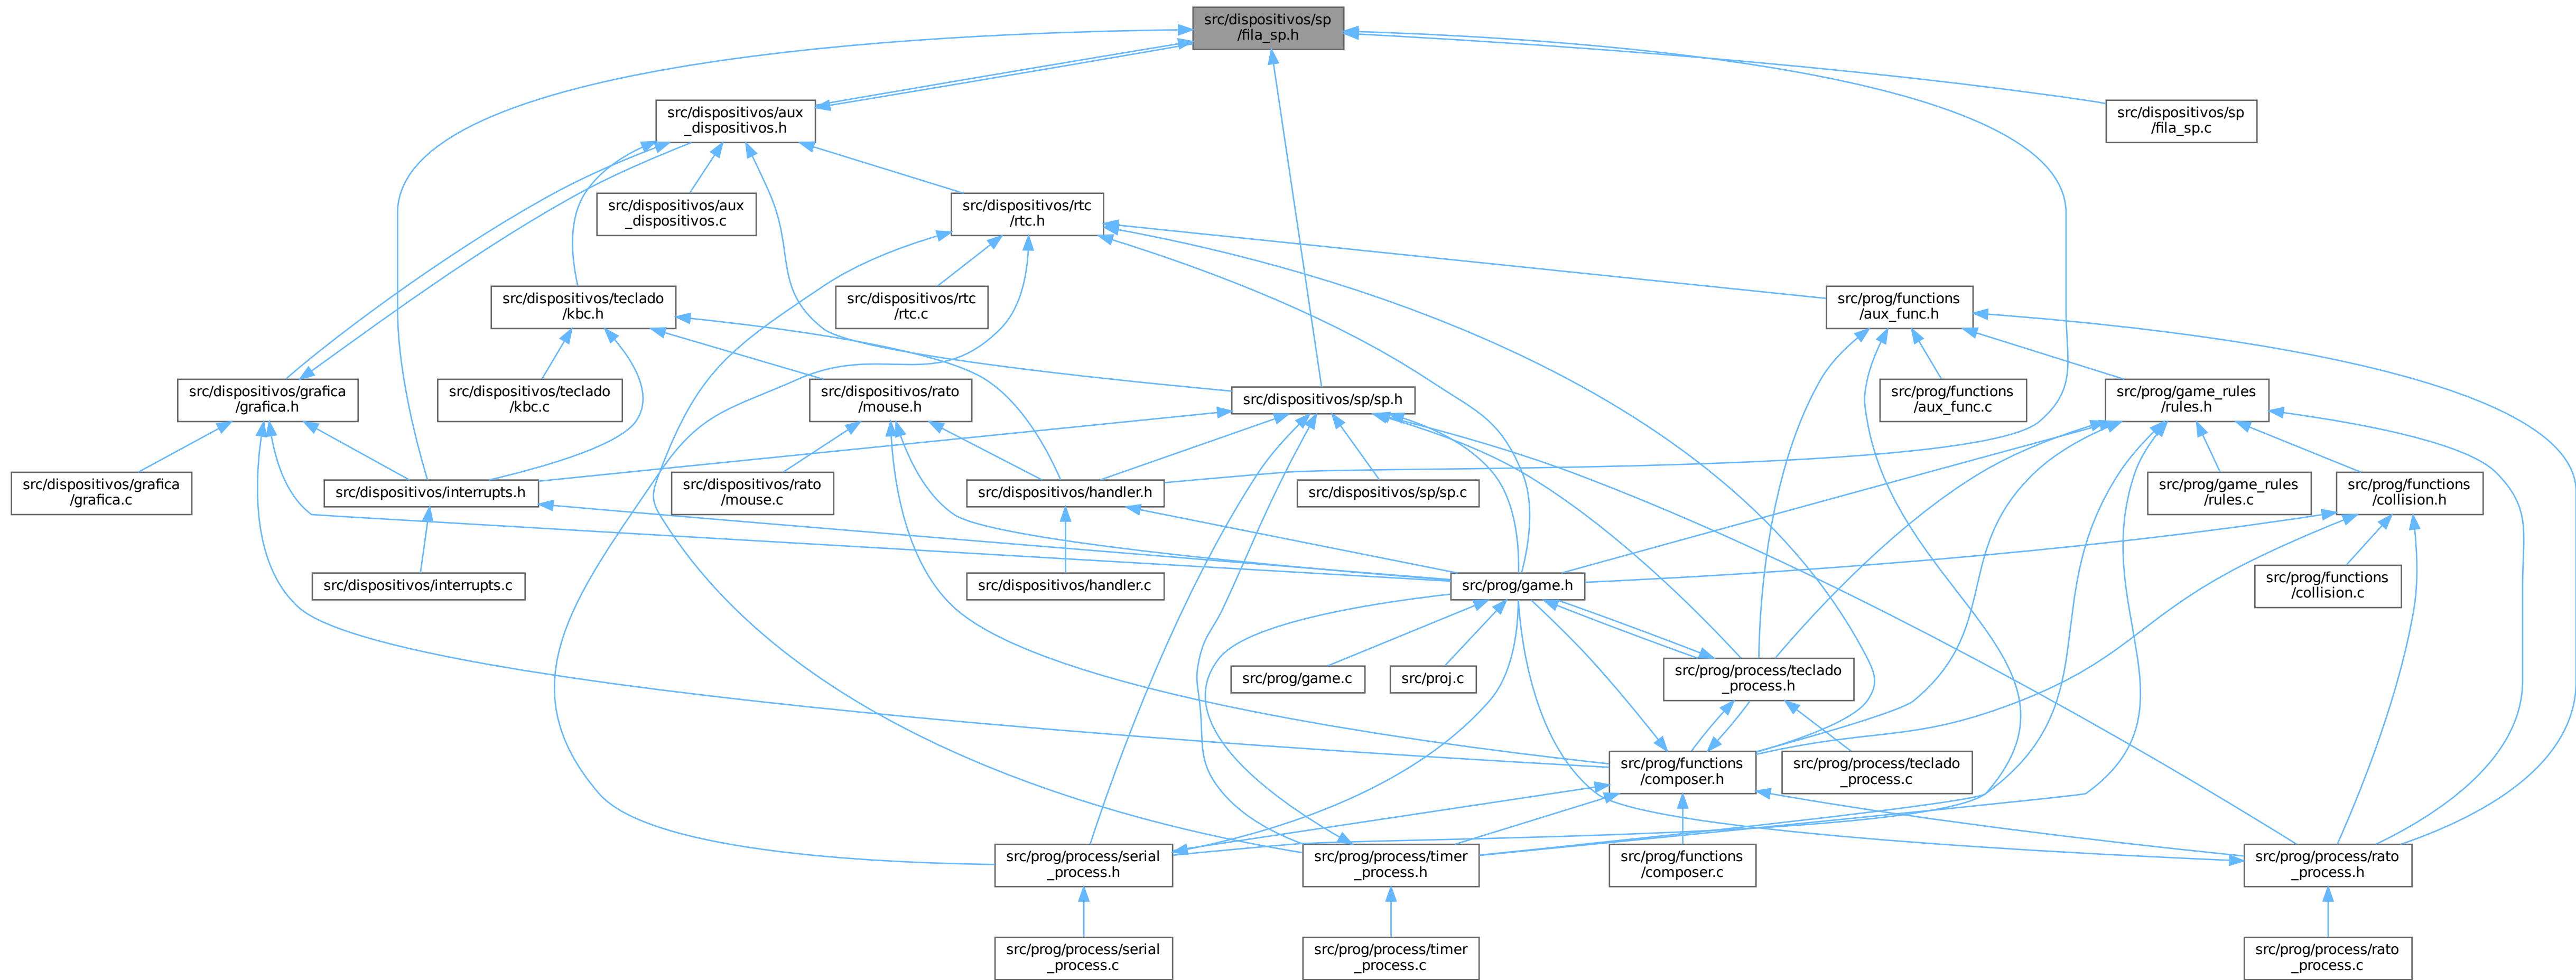 src/dispositivos/sp
/fila_sp.h
src/dispositivos/aux
_dispositivos.h
src/dispositivos/sp
/fila_sp.c
src/dispositivos/aux
_dispositivos.c
src/dispositivos/rtc
/rtc.h
src/dispositivos/teclado
/kbc.h
src/dispositivos/rtc
/rtc.c
src/prog/functions
/aux_func.h
src/dispositivos/grafica
/grafica.h
src/dispositivos/teclado
/kbc.c
src/dispositivos/rato
/mouse.h
src/dispositivos/sp/sp.h
src/prog/functions
/aux_func.c
src/prog/game_rules
/rules.h
src/dispositivos/grafica
/grafica.c
src/dispositivos/interrupts.h
src/dispositivos/rato
/mouse.c
src/dispositivos/handler.h
src/dispositivos/sp/sp.c
src/prog/game_rules
/rules.c
src/prog/functions
/collision.h
src/dispositivos/interrupts.c
src/dispositivos/handler.c
src/prog/game.h
src/prog/functions
/collision.c
src/prog/game.c
src/proj.c
src/prog/process/teclado
_process.h
src/prog/functions
/composer.h
src/prog/process/teclado
_process.c
src/prog/process/serial
_process.h
src/prog/process/timer
_process.h
src/prog/functions
/composer.c
src/prog/process/rato
_process.h
src/prog/process/serial
_process.c
src/prog/process/timer
_process.c
src/prog/process/rato
_process.c